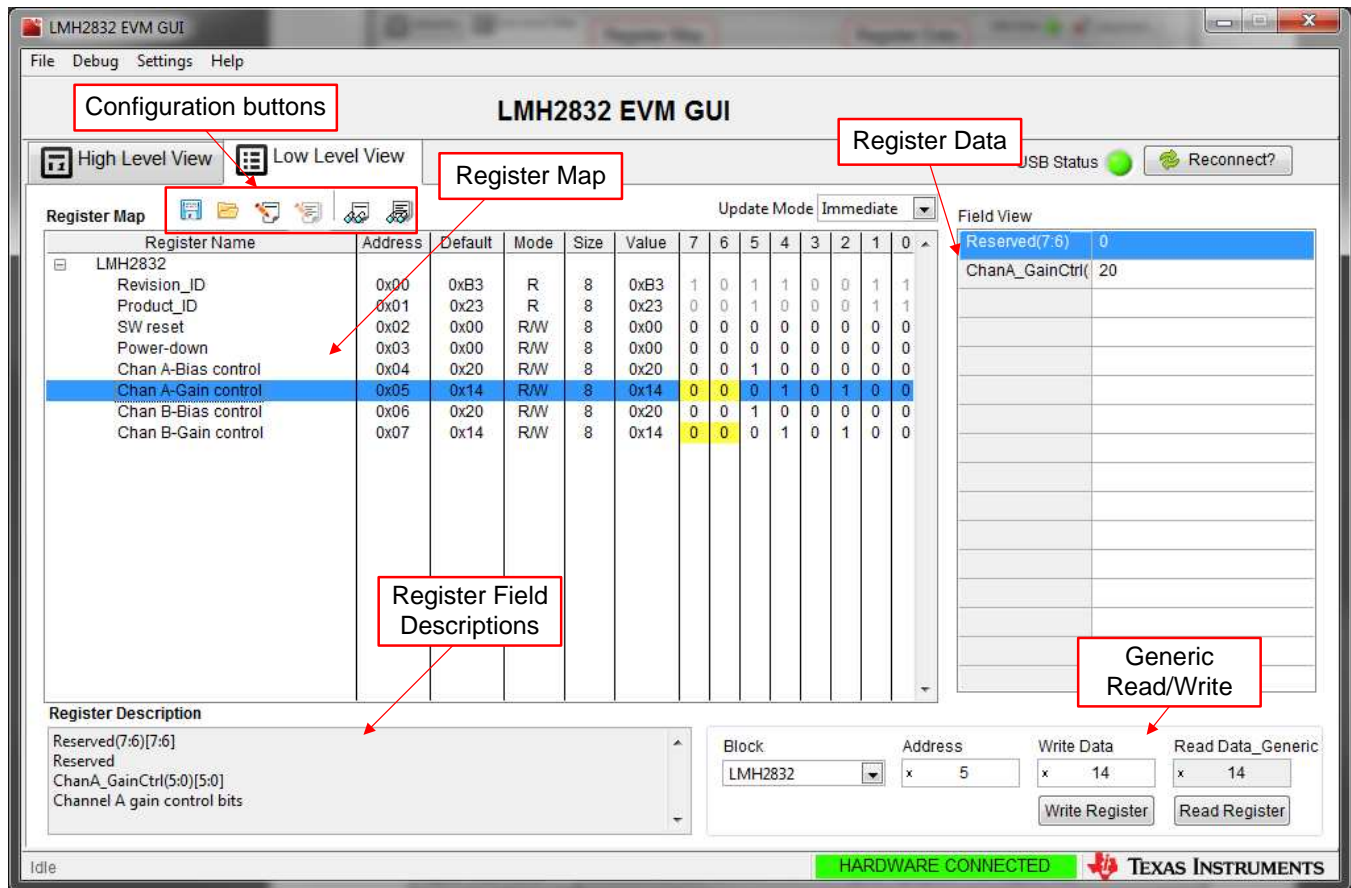 LMH2832 EVM GUI
File Debug Settings Help
Configuration buttons
LMH2832 EVM GUI
Register Data
High Level View
Low Level View
Register Map
USB Status
Reconnect?
Register Map
Update Mode Immediate
Field View
Register Name Address Default Mode Size Value 7 6 5 4 3 2 1 0
LMH2832
Revision_ID 0x00 0xB3 R 8 0xB3 1 0 1 1 0 0 1 1
Product_ID 0x01 0x23 R 8 0x23 0 0 1 0 0 0 1 1
SW reset 0x02 0x00 R/W 8 0x00 0 0 0 0 0 0 0 0
Power-down 0x03 0x00 R/W 8 0x00 0 0 0 0 0 0 0 0
Chan A-Bias control 0x04 0x20 R/W 8 0x20 0 0 1 0 0 0 0 0
Chan A-Gain control 0x05 0x14 R/W 8 0x14 0 0 0 1 0 1 0 0
Chan B-Bias control 0x06 0x20 R/W 8 0x20 0 0 1 0 0 0 0 0
Chan B-Gain control 0x07 0x14 R/W 8 0x14 0 0 0 1 0 1 0 0
Reserved(7:6) 0
ChanA_GainCtrl( 20
Register Field
Descriptions
Generic
Read/Write
Register Description
Reserved(7:6)[7:6]
Reserved
ChanA_GainCtrl(5:0)[5:0]
Channel A gain control bits
Block Address Write Data Read Data_Generic
LMH2832 x 5 x 14 x 14
Write Register Read Register
Idle
HARDWARE CONNECTED
TEXAS INSTRUMENTS